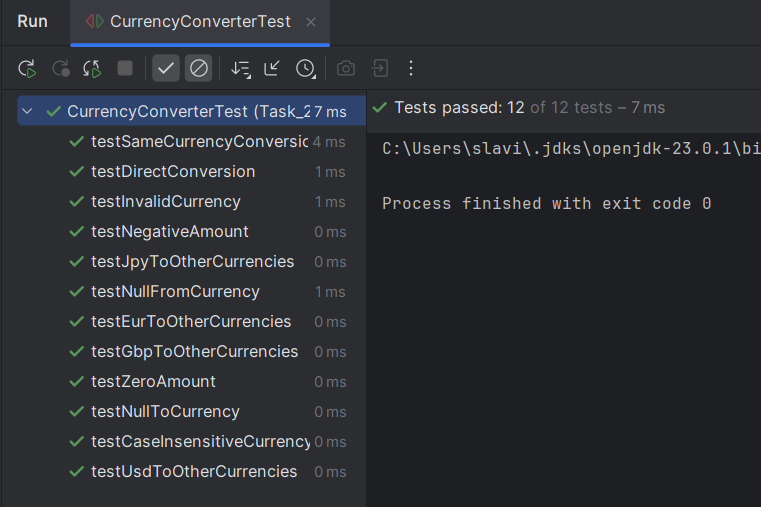 Run CurrencyConverterTest
CurrencyConverterTest (Task_2 7 ms
testSameCurrencyConversic 4 ms
testDirectConversion 1 ms
testInvalidCurrency 1 ms
testNegativeAmount 0 ms
testJpyToOtherCurrencies 0 ms
testNullFromCurrency 1 ms
testEurToOtherCurrencies 0 ms
testGbpToOtherCurrencies 0 ms
testZeroAmount 0 ms
testNullToCurrency 0 ms
testCaseInsensitiveCurrency 0 ms
testUsdToOtherCurrencies 0 ms
Tests passed: 12 of 12 tests – 7 ms
C:\Users\slavi\.jdks\openjdk-23.0.1\bi
Process finished with exit code 0